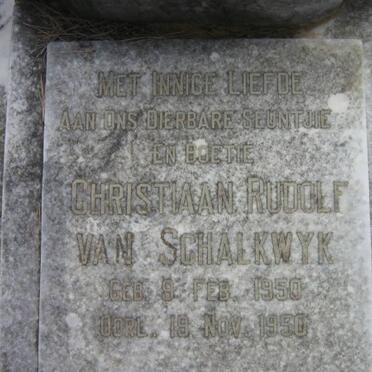 MET INNIGE LIEFDE
AAN ONS DIERBARE SEUNTJIE
EN BOETIE
CHRISTIAAN RUDOLF
VAN SCHALKWYK
GEB. 9 FEB. 1950
OORL. 19 NOV. 1950